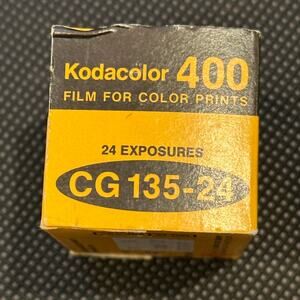 Kodacolor 400
FILM FOR COLOR PRINTS
24 EXPOSURES
CG 135-24